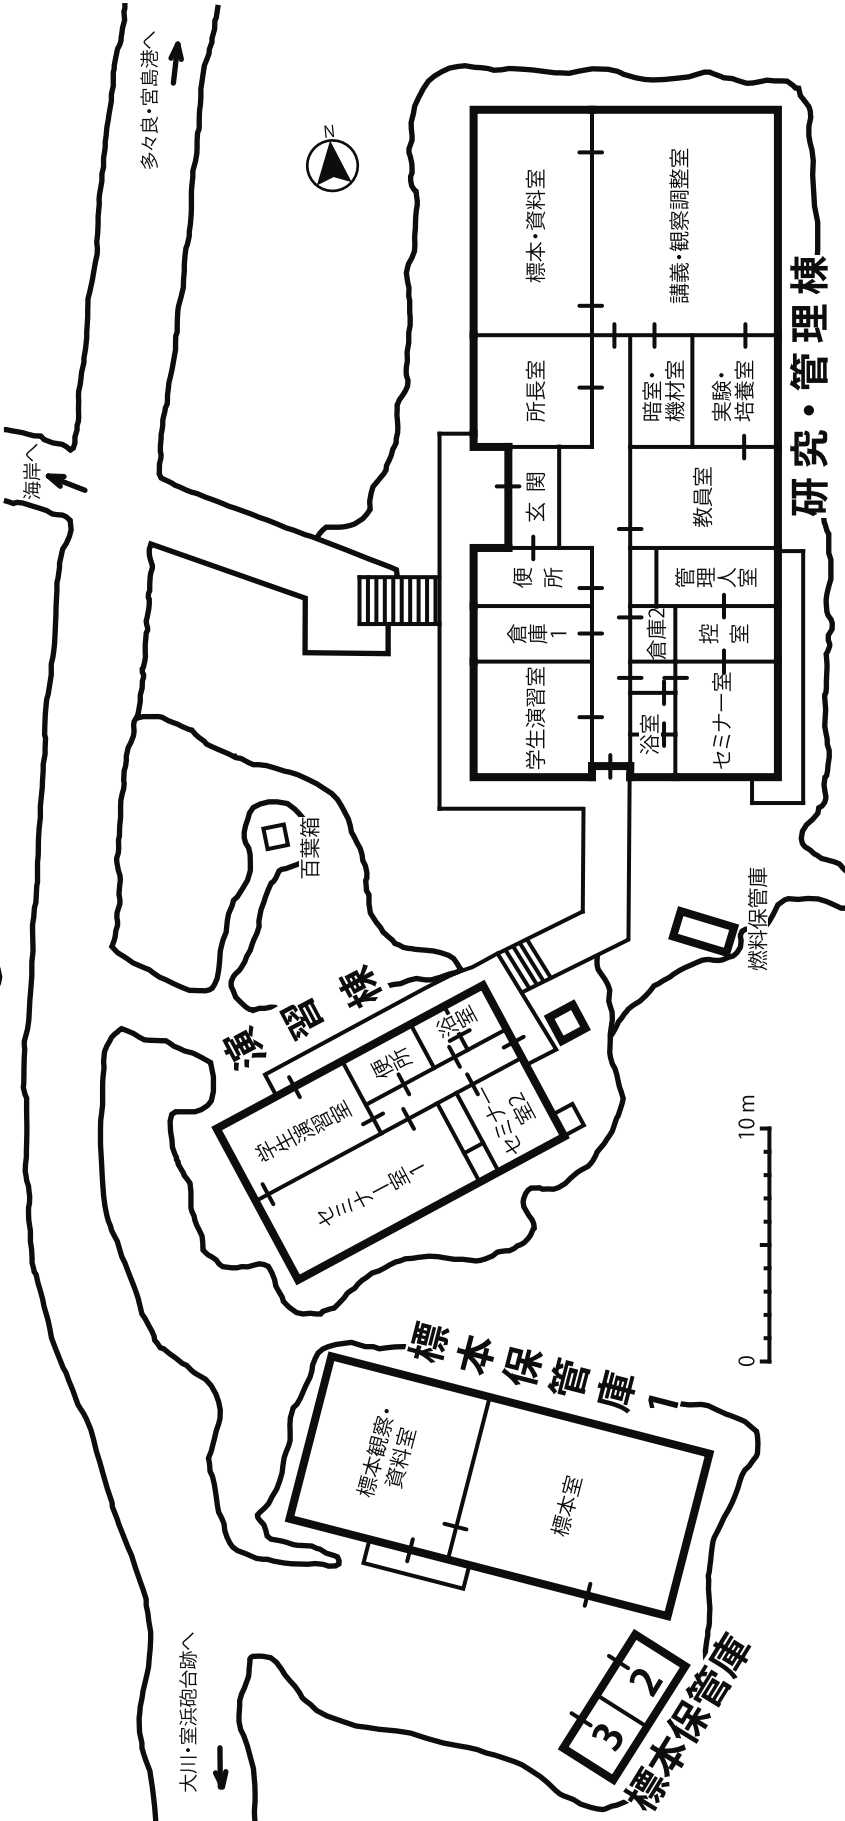 多々良・宮島港へ
N
海岸へ
標本・資料室
講義・観察調整室
所長室
暗室・
機材室
実験・
培養室
研究・管理棟
玄関
教員室
便所
管理人室
倉庫
1
倉庫2
控室
学生演習室
浴室
セミナー室
百葉箱
燃料保管庫
演習棟
学生演習室
便所
浴室
セミナー室1
セミナー
室2
0
10 m
標本保管庫1
標本観察・
資料室
標本室
大川・室浜砲台跡へ
3
2
標本保管庫